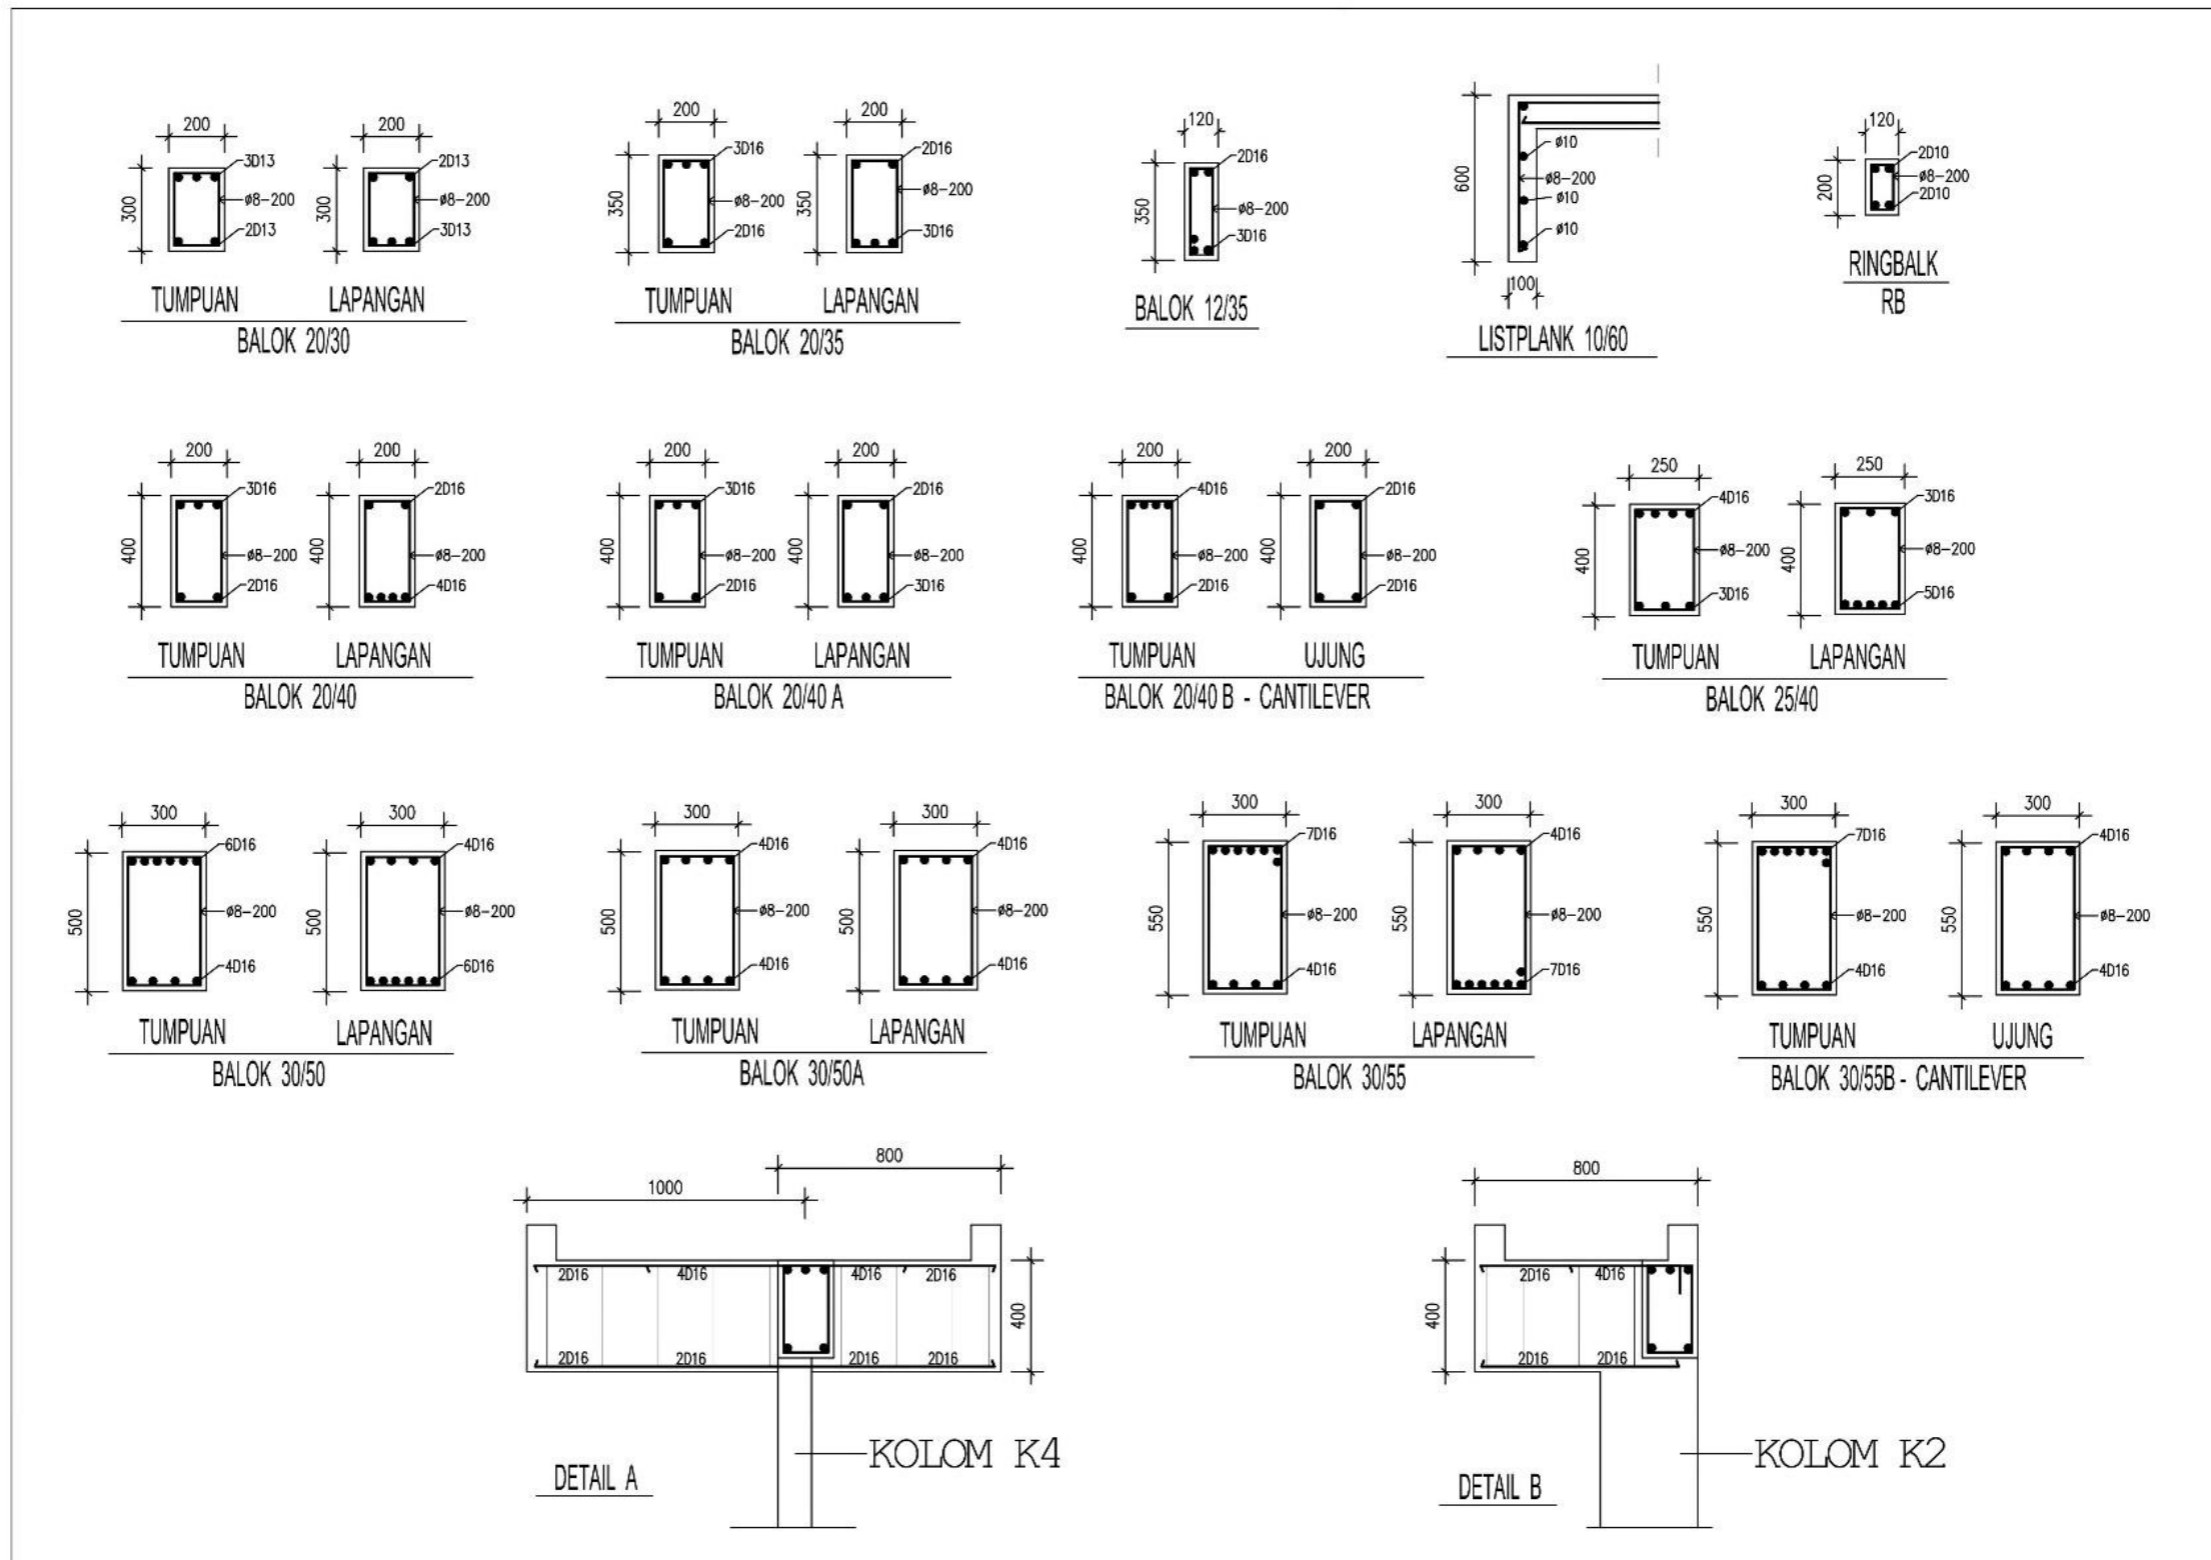 200
200
300
3D13
ø8-200
2D13
300
2D13
ø8-200
3D13
TUMPUAN LAPANGAN
BALOK 20/30
200
200
350
3D16
ø8-200
2D16
350
2D16
ø8-200
3D16
TUMPUAN LAPANGAN
BALOK 20/35
120
350
2D16
ø8-200
3D16
BALOK 12/35
600
ø10
ø8-200
ø10
ø10
100
LISTPLANK 10/60
120
200
2D10
ø8-200
2D10
RINGBALK
RB
200
200
400
3D16
ø8-200
2D16
400
2D16
ø8-200
4D16
TUMPUAN LAPANGAN
BALOK 20/40
200
200
400
3D16
ø8-200
2D16
400
2D16
ø8-200
3D16
TUMPUAN LAPANGAN
BALOK 20/40 A
200
200
400
4D16
ø8-200
2D16
400
2D16
ø8-200
2D16
TUMPUAN UJUNG
BALOK 20/40 B - CANTILEVER
250
250
400
4D16
ø8-200
3D16
400
3D16
ø8-200
5D16
TUMPUAN LAPANGAN
BALOK 25/40
300
300
500
6D16
ø8-200
4D16
500
4D16
ø8-200
6D16
TUMPUAN LAPANGAN
BALOK 30/50
300
300
500
4D16
ø8-200
4D16
500
4D16
ø8-200
4D16
TUMPUAN LAPANGAN
BALOK 30/50A
300
300
550
7D16
ø8-200
4D16
550
4D16
ø8-200
7D16
TUMPUAN LAPANGAN
BALOK 30/55
300
300
550
7D16
ø8-200
4D16
550
4D16
ø8-200
4D16
TUMPUAN UJUNG
BALOK 30/55B - CANTILEVER
800
1000
2D16 4D16 4D16 2D16
400
2D16 2D16 2D16 2D16
KOLOM K4
DETAIL A
800
400
2D16 4D16
2D16 2D16
KOLOM K2
DETAIL B